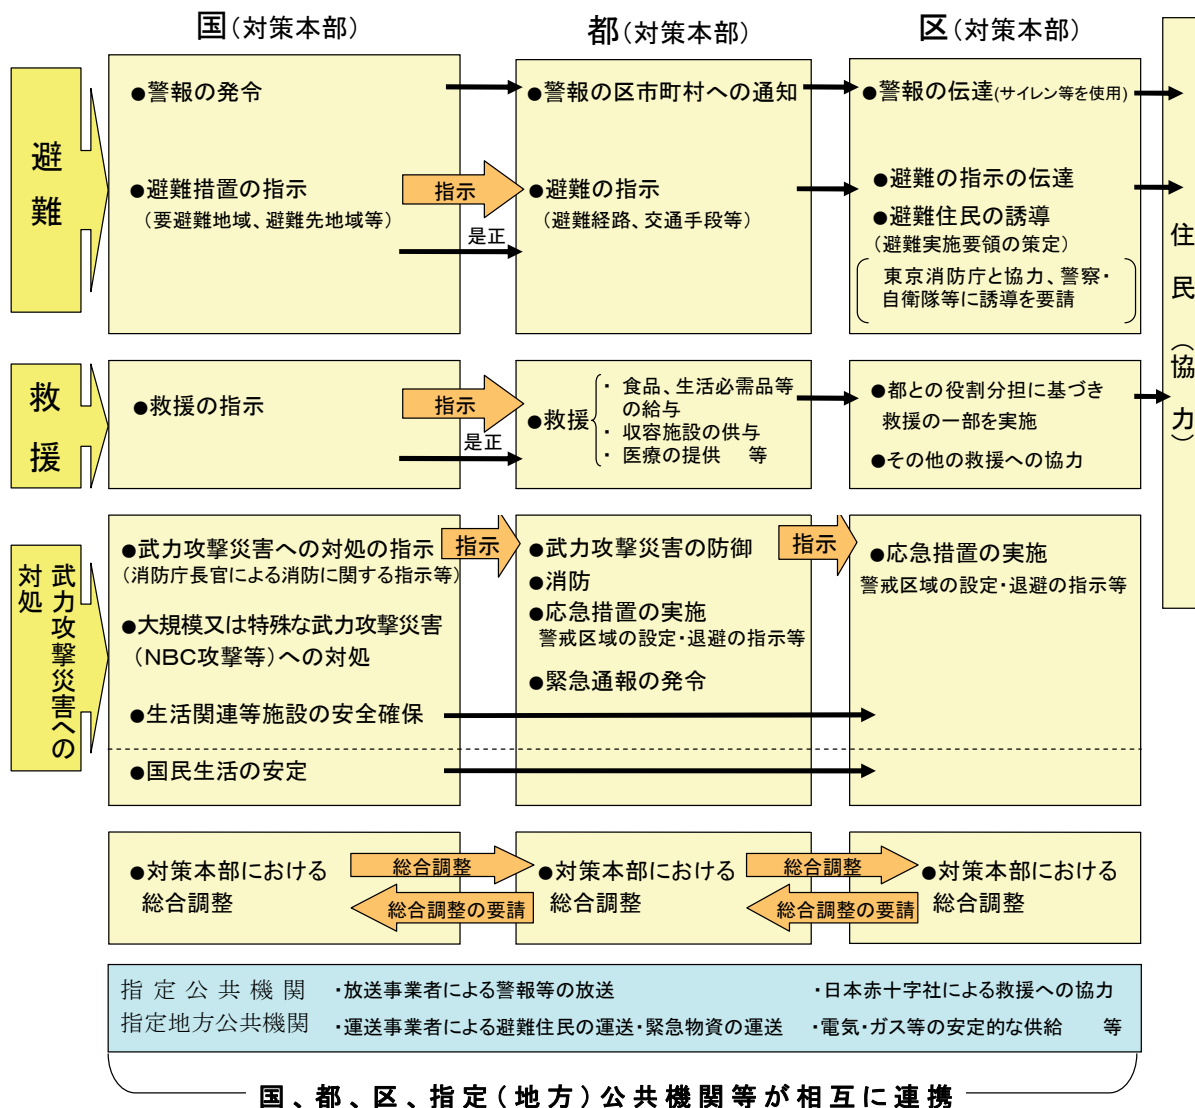 国(対策本部)
都(対策本部)
区(対策本部)
避難
●警報の発令
●警報の区市町村への通知
●警報の伝達(サイレン等を使用)
●避難措置の指示
(要避難地域、避難先地域等)
指示
是正
●避難の指示
(避難経路、交通手段等)
●避難の指示の伝達
●避難住民の誘導
(避難実施要領の策定)
東京消防庁と協力、警察・
自衛隊等に誘導を要請
住民(協力)
救援
●救援の指示
指示
是正
●救援
・ 食品、生活必需品等
の給与
・ 収容施設の供与
・ 医療の提供 等
●都との役割分担に基づき
救援の一部を実施
●その他の救援への協力
武力攻撃災害への
対処
●武力攻撃災害への対処の指示
(消防庁長官による消防に関する指示等)
●大規模又は特殊な武力攻撃災害
(NBC攻撃等)への対処
●生活関連等施設の安全確保
●国民生活の安定
指示
●武力攻撃災害の防御
●消防
●応急措置の実施
警戒区域の設定・退避の指示等
●緊急通報の発令
指示
●応急措置の実施
警戒区域の設定・退避の指示等
●対策本部における
総合調整
総合調整
総合調整の要請
●対策本部における
総合調整
総合調整
総合調整の要請
●対策本部における
総合調整
指定公共機関
指定地方公共機関
・放送事業者による警報等の放送
・日本赤十字社による救援への協力
・運送事業者による避難住民の運送・緊急物資の運送
・電気・ガス等の安定的な供給 等
国、都、区、指定(地方)公共機関等が相互に連携